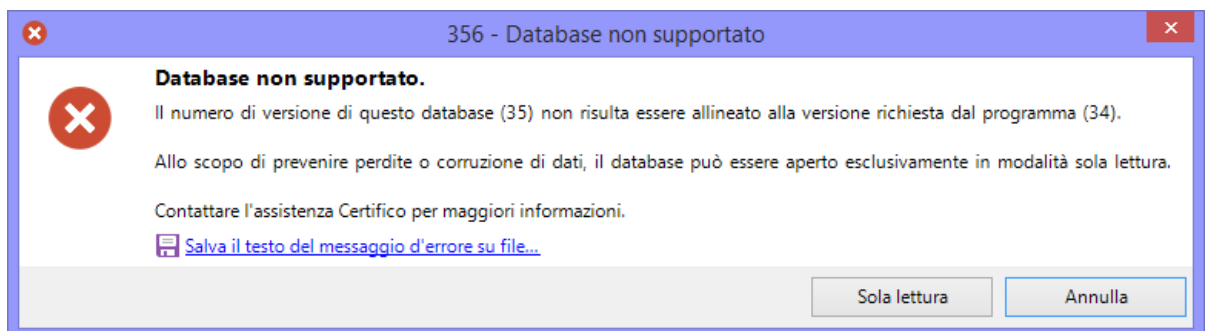 356 - Database non supportato
Database non supportato.
Il numero di versione di questo database (35) non risulta essere allineato alla versione richiesta dal programma (34).
Allo scopo di prevenire perdite o corruzione di dati, il database può essere aperto esclusivamente in modalità sola lettura.
Contattare l'assistenza Certifico per maggiori informazioni.
Salva il testo del messaggio d'errore su file...
Sola lettura
Annulla